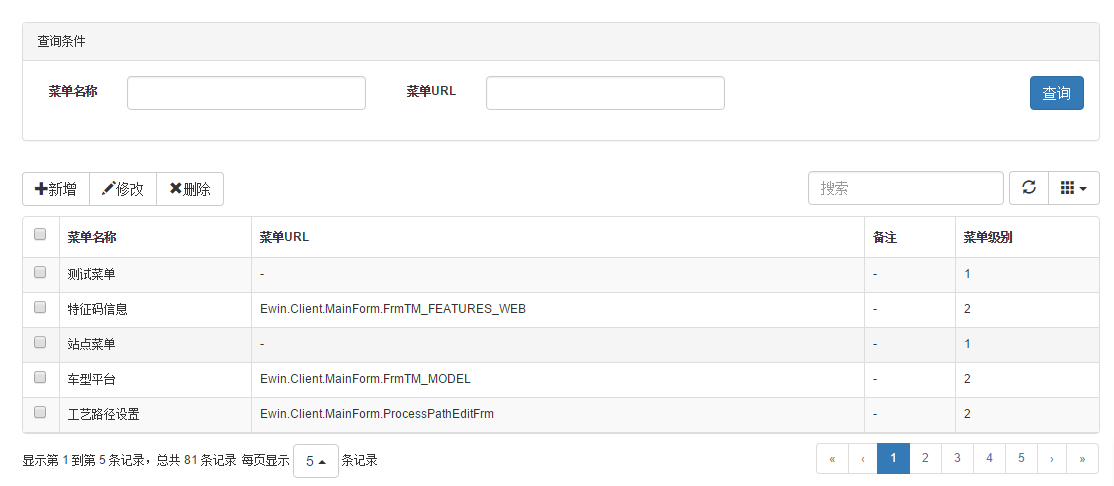 查询条件
菜单名称 菜单URL 查询
新增 修改 删除 搜索
菜单名称 菜单URL 备注 菜单级别
测试菜单 - - 1
特征码信息 Ewin.Client.MainForm.FrmTM_FEATURES_WEB - 2
站点菜单 - - 1
车型平台 Ewin.Client.MainForm.FrmTM_MODEL - 2
工艺路径设置 Ewin.Client.MainForm.ProcessPathEditFrm - 2
显示第 1 到第 5 条记录，总共 81 条记录 每页显示 5 条记录 « ‹ 1 2 3 4 5 › »